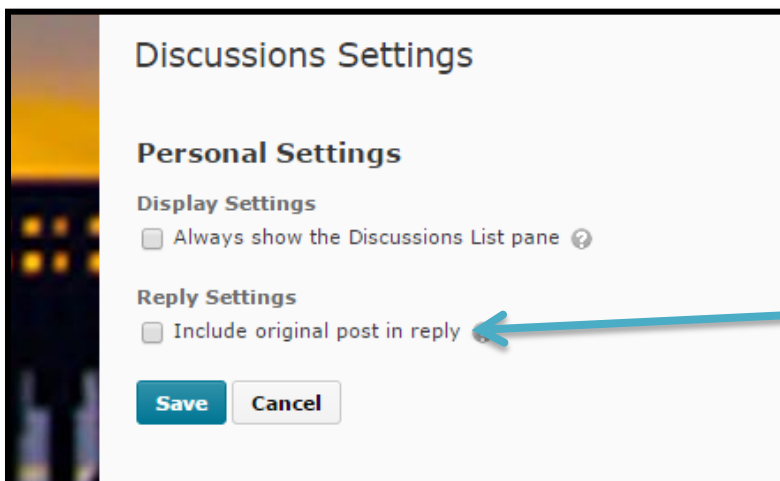 Discussions Settings
Personal Settings
Display Settings
Always show the Discussions List pane
Reply Settings
Include original post in reply
Save Cancel